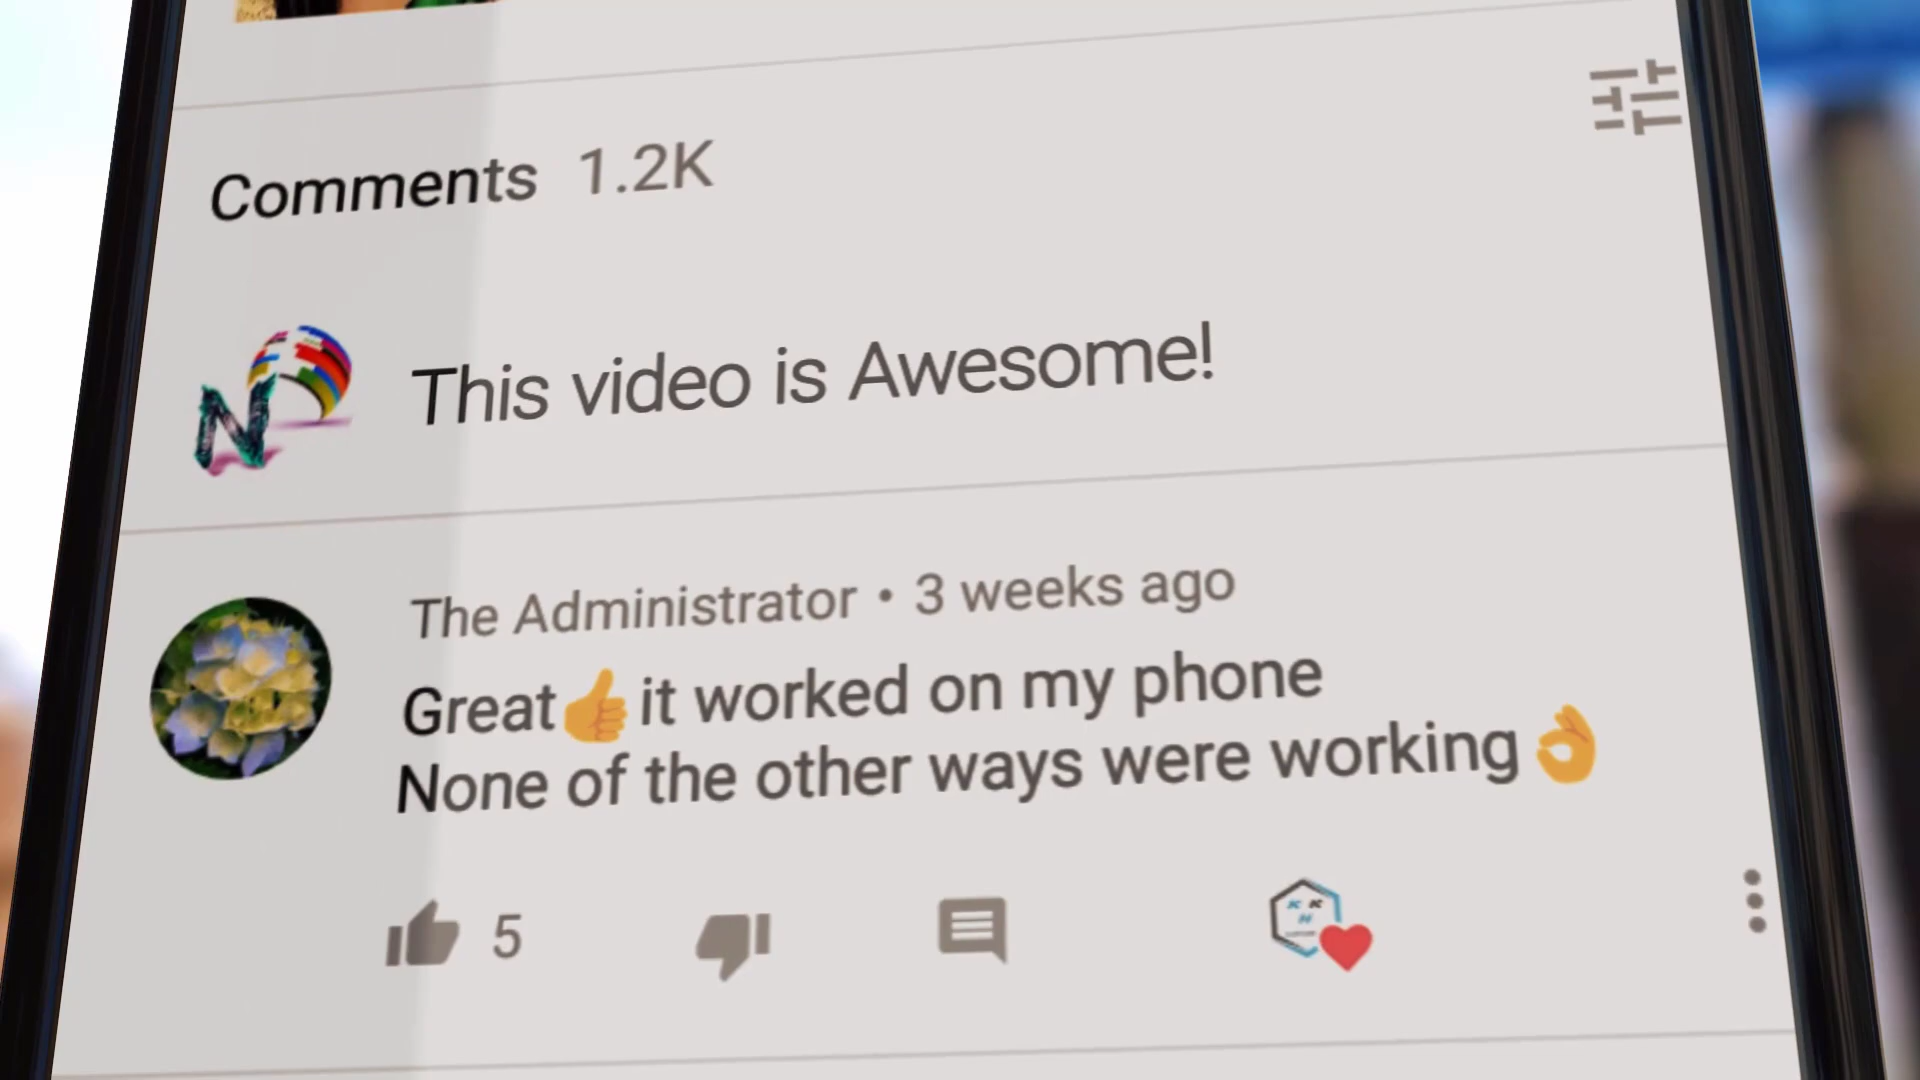 Comments 1.2K
This video is Awesome!
The Administrator • 3 weeks ago
Great👍it worked on my phone
None of the other ways were working👌
5